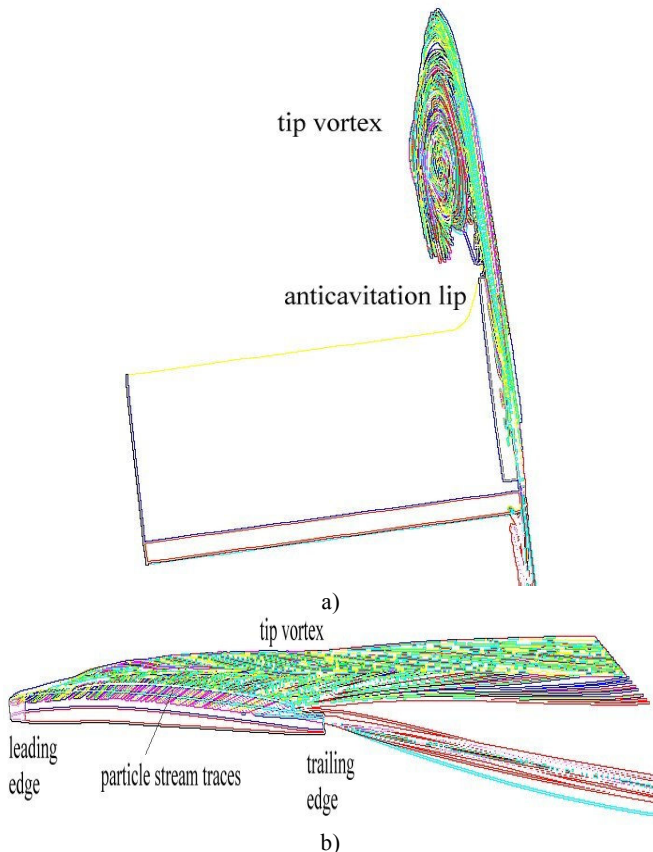 tip vortex
anticavitation lip
a)
tip vortex
leading
edge
particle stream traces
trailing
edge
b)